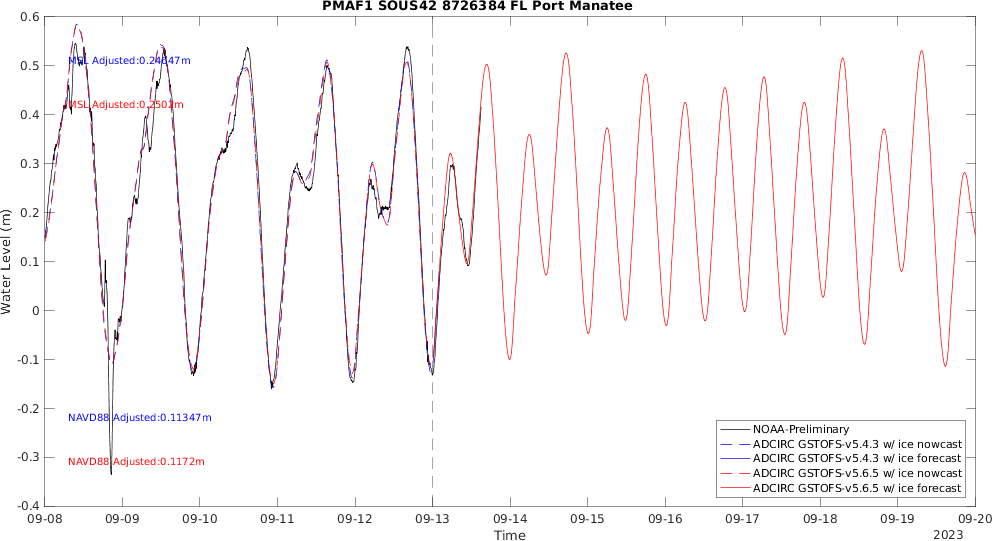 PMAF1 SOUS42 8726384 FL Port Manatee
0.6
0.5
0.4
0.3
0.2
0.1
0
-0.1
-0.2
-0.3
-0.4
Water Level (m)
MSL Adjusted:0.24647m
MSL Adjusted:0.2502m
NAVD88 Adjusted:0.11347m
NAVD88 Adjusted:0.1172m
NOAA-Preliminary
ADCIRC GSTOFS-v5.4.3 w/ ice nowcast
ADCIRC GSTOFS-v5.4.3 w/ ice forecast
ADCIRC GSTOFS-v5.6.5 w/ ice nowcast
ADCIRC GSTOFS-v5.6.5 w/ ice forecast
09-08 09-09 09-10 09-11 09-12 09-13 09-14 09-15 09-16 09-17 09-18 09-19 09-20
Time
2023